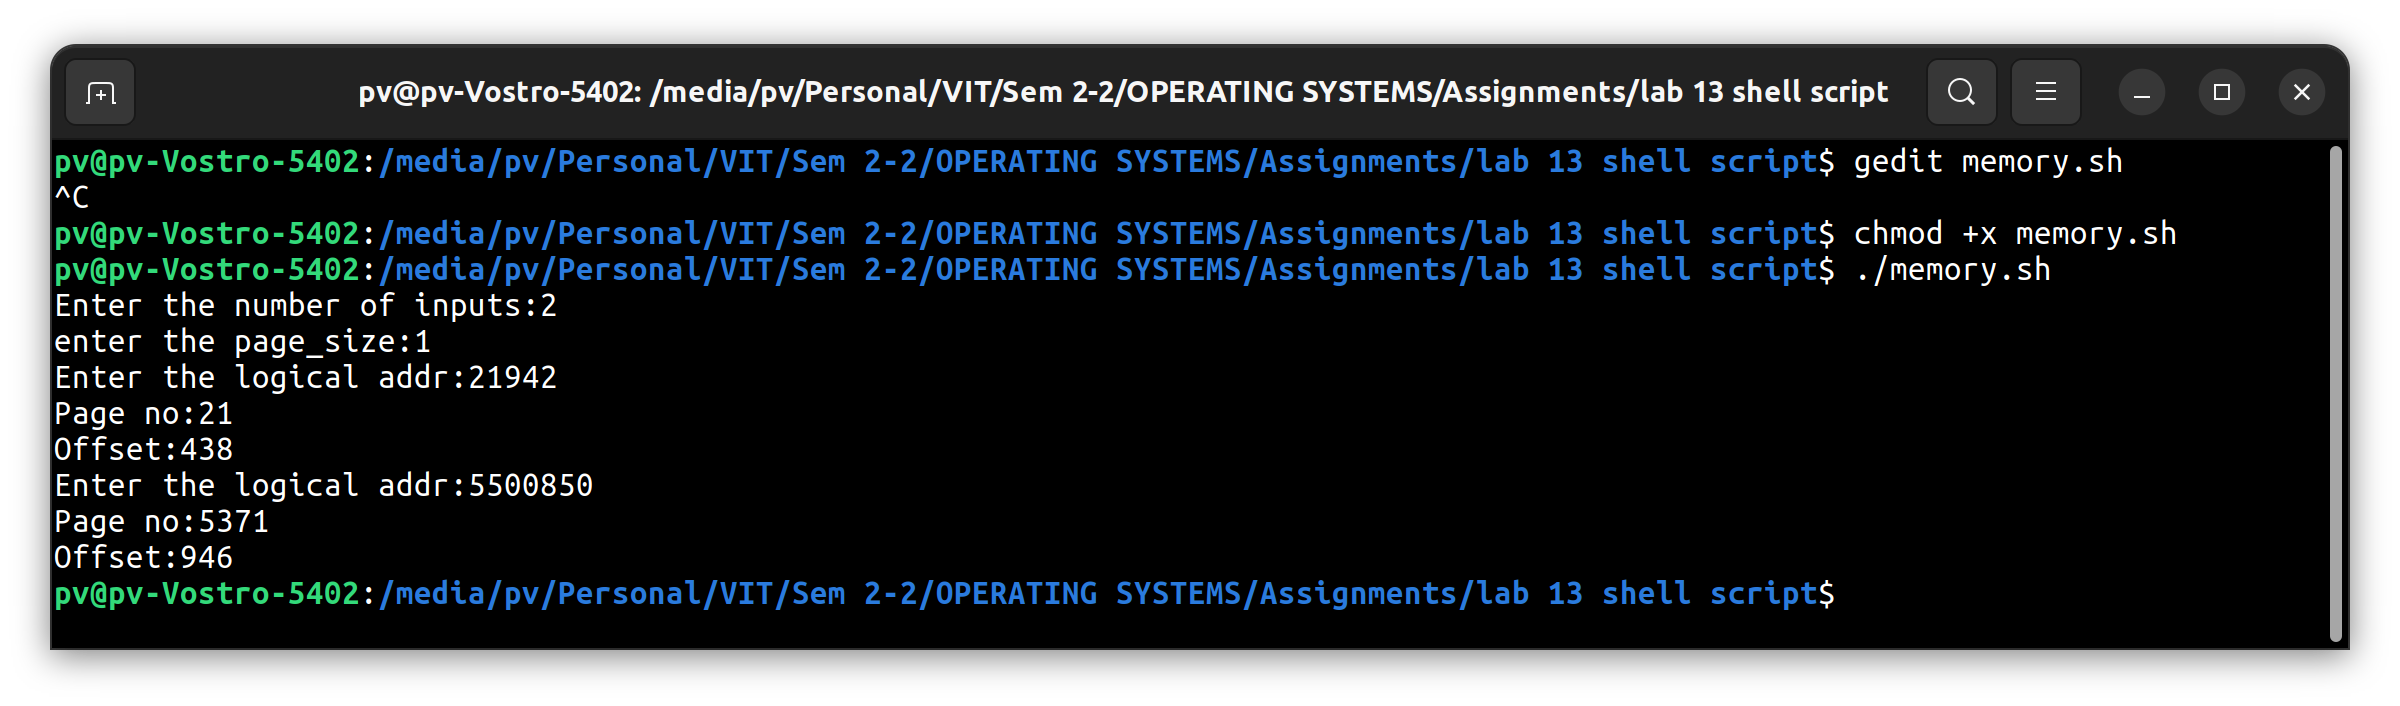 pv@pv-Vostro-5402: /media/pv/Personal/VIT/Sem 2-2/OPERATING SYSTEMS/Assignments/lab 13 shell script
pv@pv-Vostro-5402:/media/pv/Personal/VIT/Sem 2-2/OPERATING SYSTEMS/Assignments/lab 13 shell script$ gedit memory.sh
^C
pv@pv-Vostro-5402:/media/pv/Personal/VIT/Sem 2-2/OPERATING SYSTEMS/Assignments/lab 13 shell script$ chmod +x memory.sh
pv@pv-Vostro-5402:/media/pv/Personal/VIT/Sem 2-2/OPERATING SYSTEMS/Assignments/lab 13 shell script$ ./memory.sh
Enter the number of inputs:2
enter the page_size:1
Enter the logical addr:21942
Page no:21
Offset:438
Enter the logical addr:5500850
Page no:5371
Offset:946
pv@pv-Vostro-5402:/media/pv/Personal/VIT/Sem 2-2/OPERATING SYSTEMS/Assignments/lab 13 shell script$